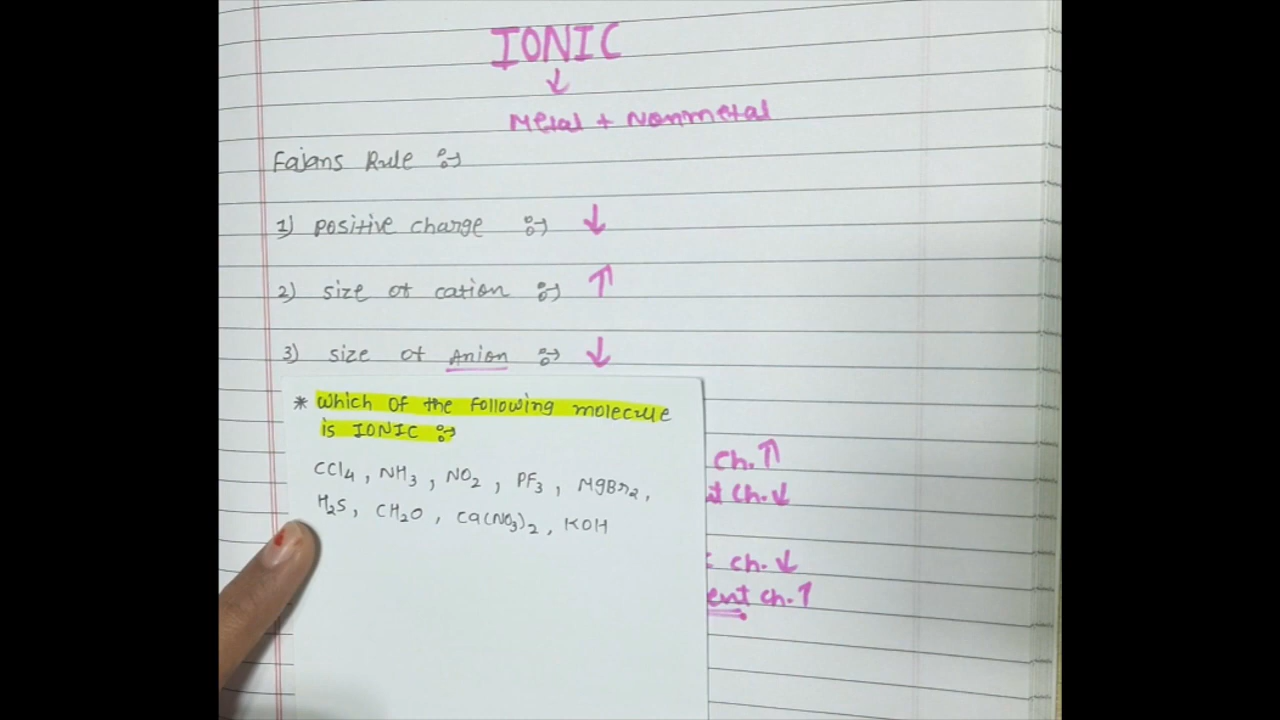 IONIC
↓
Metal + Nonmetal
Fajans Rule :->
1) positive charge :-> ↓
2) size of cation :-> ↑
3) size of Anion :-> ↓
* which of the following molecule
is IONIC :->
CCl4, NH3, NO2, PF3, MgBr2,
H2S, CH2O, Ca(NO3)2, KOH
Ch. ↑
Ch. ↓
ch. ↓
ent ch. ↑